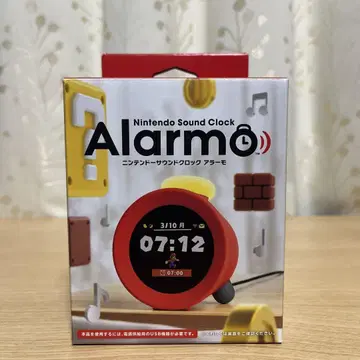 Nintendo Sound Clock
Alarmo
ニンテンドーサウンドクロック アラーモ
3/10 月
07:12
07:00
本品を使用するには、電源供給用のUSB機器が必要です。